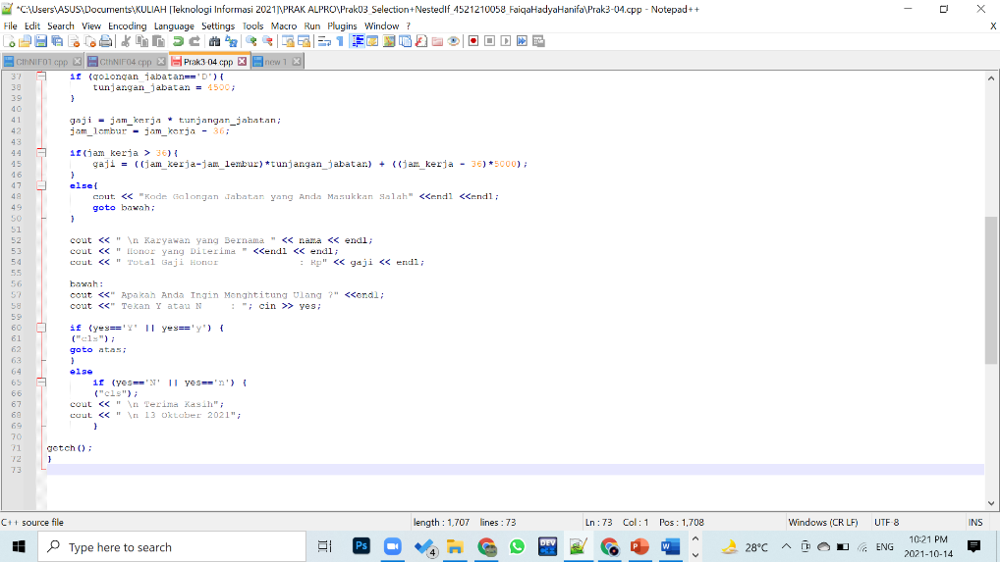 *C:\Users\ASUS\Documents\KULIAH [Teknologi Informasi 2021]\PRAK ALPRO\Prak03_Selection+NestedIf_4521210058_FaiqaHadyaHanifa\Prak3-04.cpp - Notepad++
File Edit Search View Encoding Language Settings Tools Macro Run Plugins Window ? X
CthNIF01.cpp CthNIF04.cpp Prak3-04.cpp new 1
37 if (golongan_jabatan=='D'){
38 tunjangan_jabatan = 4500;
39 }
40
41 gaji = jam_kerja * tunjangan_jabatan;
42 jam_lembur = jam_kerja - 36;
43
44 if(jam_kerja > 36){
45 gaji = ((jam_kerja-jam_lembur)*tunjangan_jabatan) + ((jam_kerja - 36)*5000);
46 }
47 else{
48 cout << "Kode Golongan Jabatan yang Anda Masukkan Salah" <<endl <<endl;
49 goto bawah;
50 }
51
52 cout << " \n Karyawan yang Bernama " << nama << endl;
53 cout << " Honor yang Diterima " <<endl << endl;
54 cout << " Total Gaji Honor : Rp" << gaji << endl;
55
56 bawah:
57 cout <<" Apakah Anda Ingin Menghtitung Ulang ?" <<endl;
58 cout <<" Tekan Y atau N : "; cin >> yes;
59
60 if (yes=='Y' || yes=='y') {
61 ("cls");
62 goto atas;
63 }
64 else
65 if (yes=='N' || yes=='n') {
66 ("cls");
67 cout << " \n Terima Kasih";
68 cout << " \n 13 Oktober 2021";
69 }
70
71 getch();
72 }
73
C++ source file length : 1,707 lines : 73 Ln : 73 Col : 1 Pos : 1,708 Windows (CR LF) UTF-8 INS
Type here to search Ps 4 DEV P W 28°C ENG 10:21 PM
2021-10-14